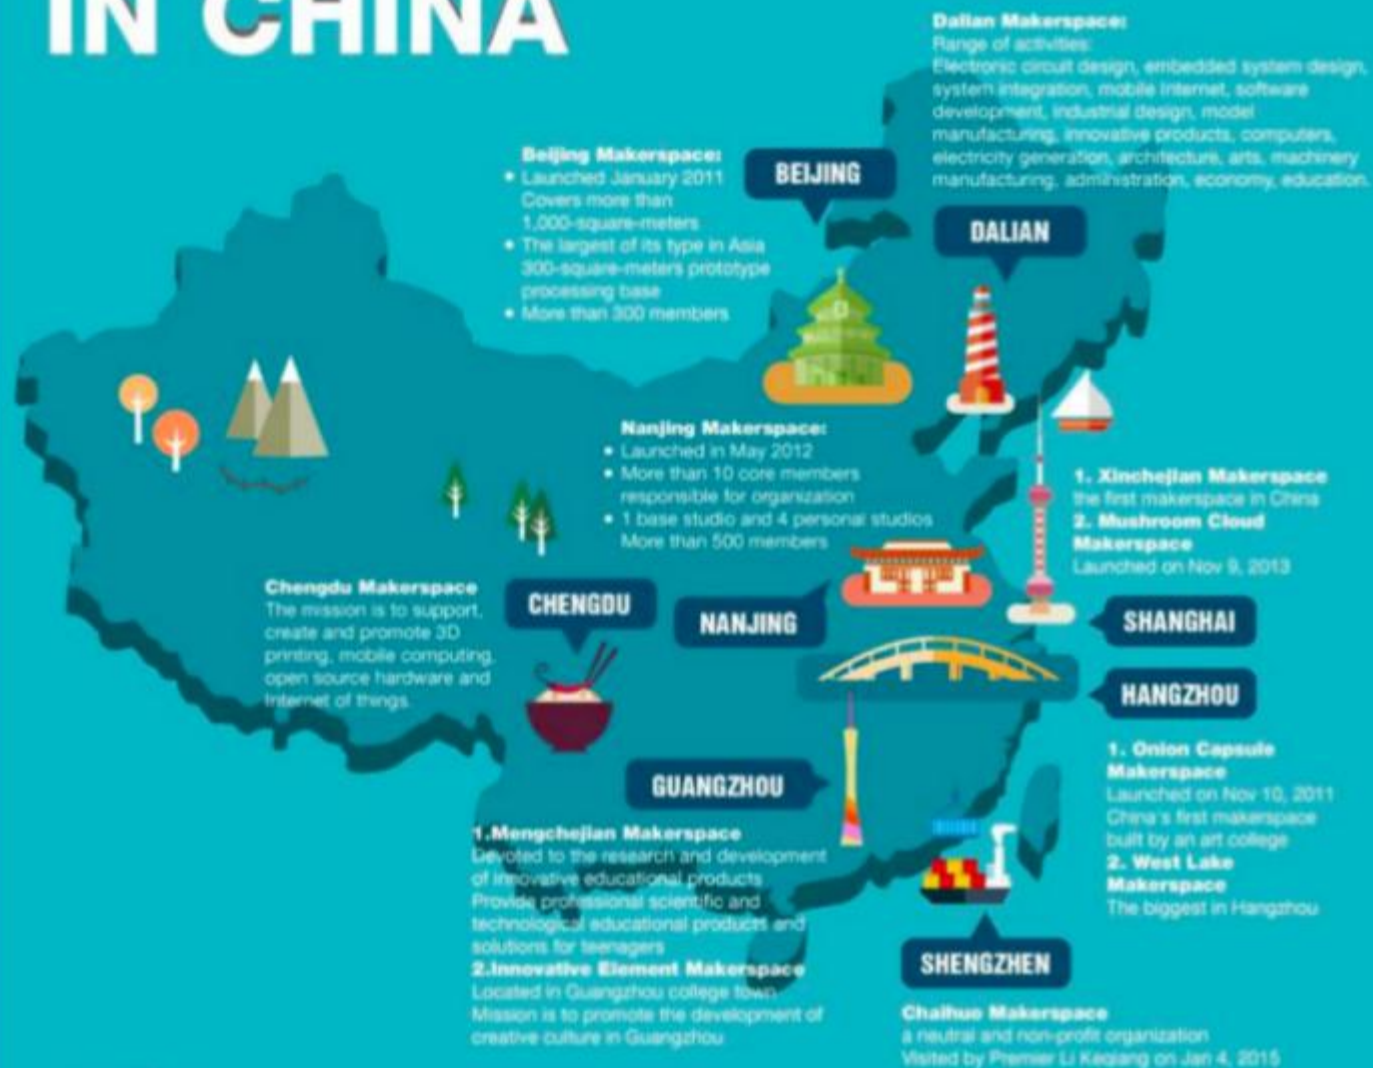 IN CHINA
Dalian Makerspace:
Range of activities:
Electronic circuit design, embedded system design,
system integration, mobile Internet, software
development, industrial design, model
manufacturing, innovative products, computers,
electricity generation, architecture, arts, machinery
manufacturing, administration, economy, education.
Beijing Makerspace:
• Launched January 2011
Covers more than
1,000-square-meters
• The largest of its type in Asia
300-square-meters prototype
processing base
• More than 300 members
BEIJING
DALIAN
Nanjing Makerspace:
• Launched in May 2012
• More than 10 core members
responsible for organization
• 1 base studio and 4 personal studios
More than 500 members
1. Xinchejian Makerspace
the first makerspace in China
2. Mushroom Cloud
Makerspace
Launched on Nov 9, 2013
Chengdu Makerspace
The mission is to support,
create and promote 3D
printing, mobile computing,
open source hardware and
Internet of things.
CHENGDU
NANJING
SHANGHAI
HANGZHOU
1. Onion Capsule
Makerspace
Launched on Nov 10, 2011
China's first makerspace
built by an art college
2. West Lake
Makerspace
The biggest in Hangzhou
GUANGZHOU
1.Mengchejian Makerspace
Devoted to the research and development
of innovative educational products
Provide professional scientific and
technological educational products and
solutions for teenagers
2.Innovative Element Makerspace
Located in Guangzhou college town
Mission is to promote the development of
creative culture in Guangzhou
SHENGZHEN
Chaihuo Makerspace
a neutral and non-profit organization
Visited by Premier Li Keqiang on Jan 4, 2015